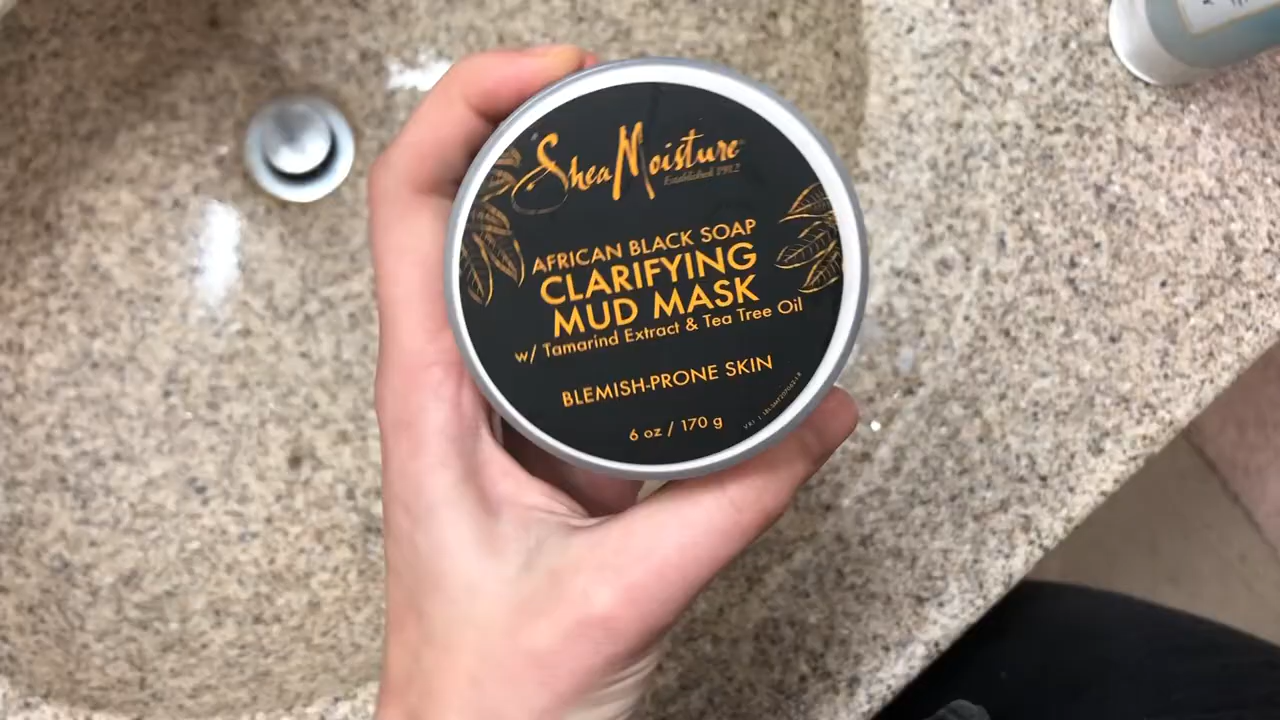 SheaMoisture
Established 1912
AFRICAN BLACK SOAP
CLARIFYING
MUD MASK
w/ Tamarind Extract & Tea Tree Oil
BLEMISH-PRONE SKIN
6 oz / 170 g